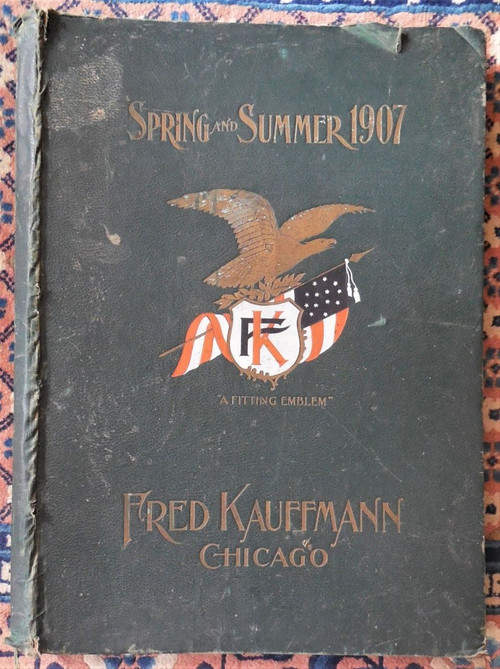 SPRING AND SUMMER 1907
FK
"A FITTING EMBLEM"
FRED KAUFFMANN
CHICAGO